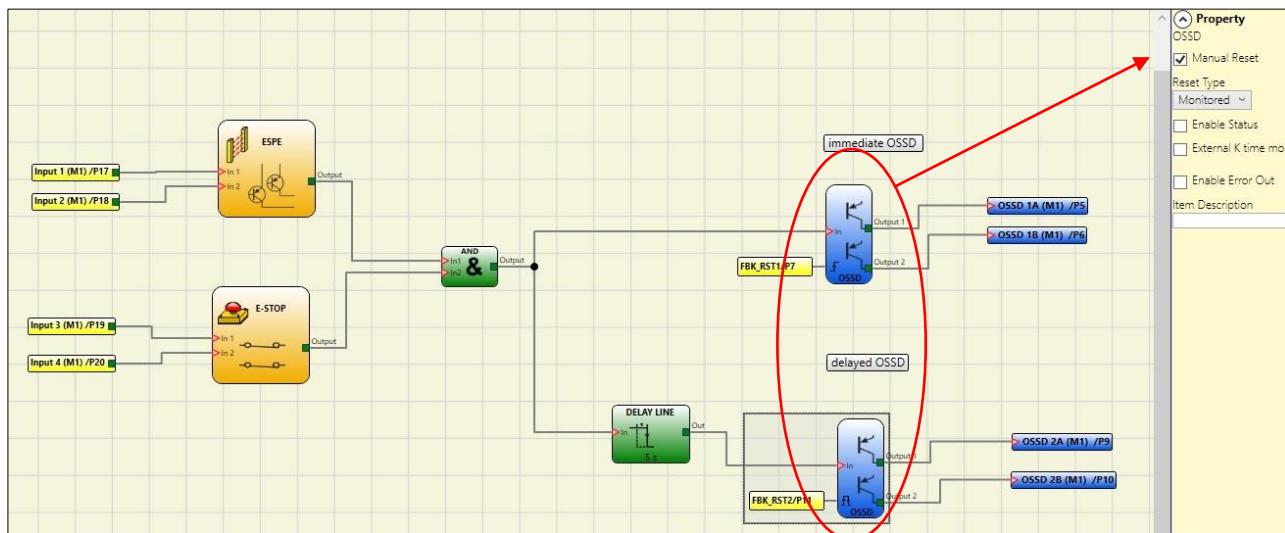 Property
OSSD
Manual Reset
Reset Type
Monitored
Enable Status
External K time mo
Enable Error Out
Item Description
ESPE
Input 1 (M1) /P17
In 1
Output
Input 2 (M1) /P18
In 2
immediate OSSD
OSSD 1A (M1) /P5
Output 1
In
OSSD 1B (M1) /P6
AND
In1
&
Output
In2
FBK_RST1/P7
Output 2
OSSD
E-STOP
Input 3 (M1) /P19
In 1
Output
Input 4 (M1) /P20
In 2
delayed OSSD
DELAY LINE
In
Out
5 s
OSSD 2A (M1) /P9
Output 1
In
OSSD 2B (M1) /P10
FBK_RST2/P11
Output 2
OSSD